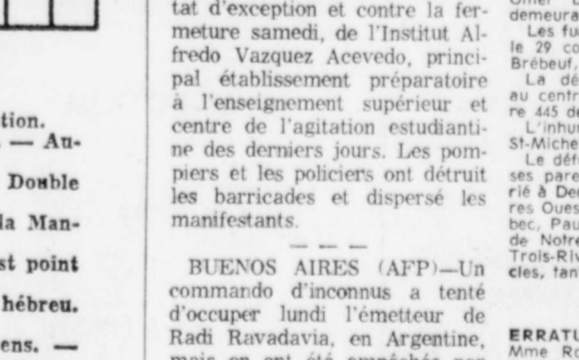 tion.
— Au-
Double
la Man-
st point
hébreu.
ens. —
tat d'exception et contre la fer-
meture samedi, de l'Institut Al-
fredo Vazquez Acevedo, princi-
pal établissement préparatoire
à l'enseignement supérieur et
centre de l'agitation estudianti-
ne des derniers jours. Les pom-
piers et les policiers ont détruit
les barricades et dispersé les
manifestants.
— — —
BUENOS AIRES (AFP)—Un
commando d'inconnus a tenté
d'occuper lundi l'émetteur de
Radi Ravadavia, en Argentine,
demeura
Les fu
le 29 co
Brébeuf,
La dé
au centr
re 445 de
L'inhu
St-Miche
Le déf
ses pare
rié à De
res Oues
bec, Pau
de Notre
Trois-Riv
cles, tan
ERRATU
Mme R